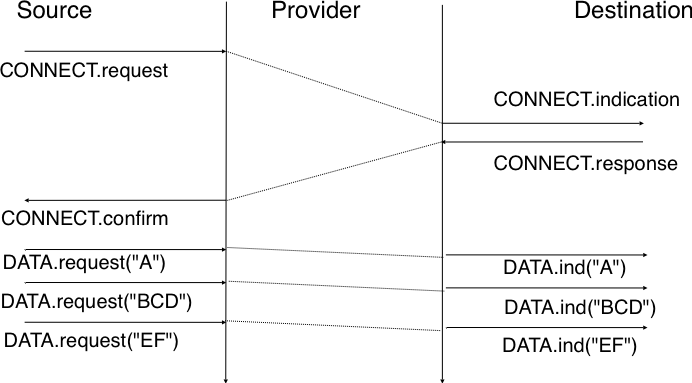 Source Provider Destination
CONNECT.request
CONNECT.indication
CONNECT.response
CONNECT.confirm
DATA.request("A") DATA.ind("A")
DATA.request("BCD") DATA.ind("BCD")
DATA.request("EF") DATA.ind("EF")